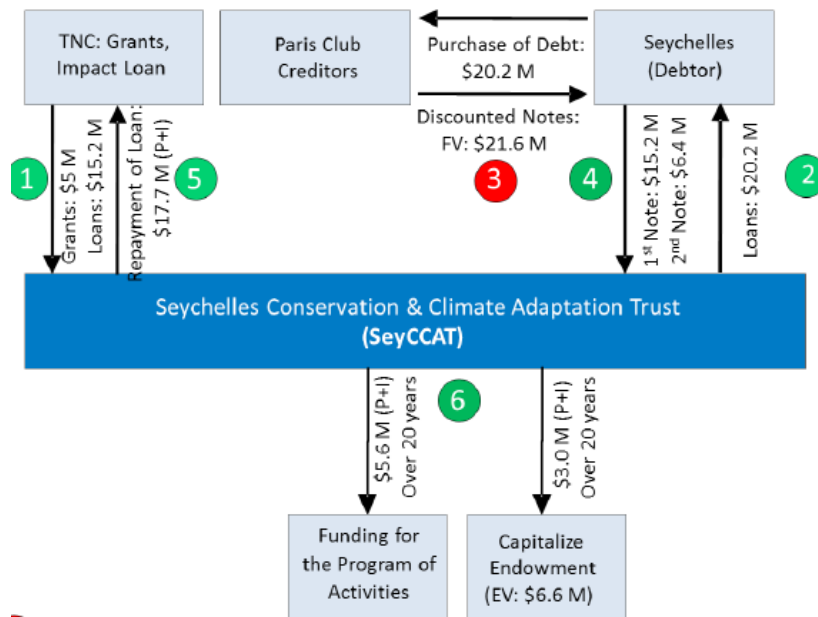 TNC: Grants,
Impact Loan
Paris Club
Creditors
Purchase of Debt:
$20.2 M
Discounted Notes:
FV: $21.6 M
Seychelles
(Debtor)
1
Grants: $5 M
Loans: $15.2 M
Repayment of Loan:
$17.7 M (P+I)
5
3
4
1st Note: $15.2 M
2nd Note: $6.4 M
Loans: $20.2 M
2
Seychelles Conservation & Climate Adaptation Trust
(SeyCCAT)
$5.6 M (P+I)
Over 20 years
6
$3.0 M (P+I)
Over 20 years
Funding for
the Program of
Activities
Capitalize
Endowment
(EV: $6.6 M)